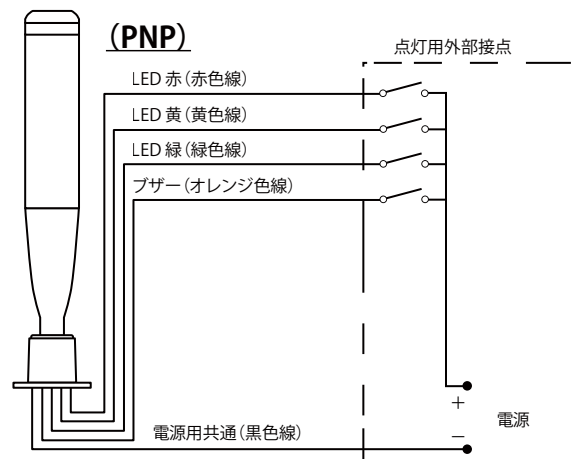 (PNP)
点灯用外部接点
LED 赤(赤色線)
LED 黄(黄色線)
LED 緑(緑色線)
ブザー(オレンジ色線)
+
電源
−
電源用共通(黒色線)